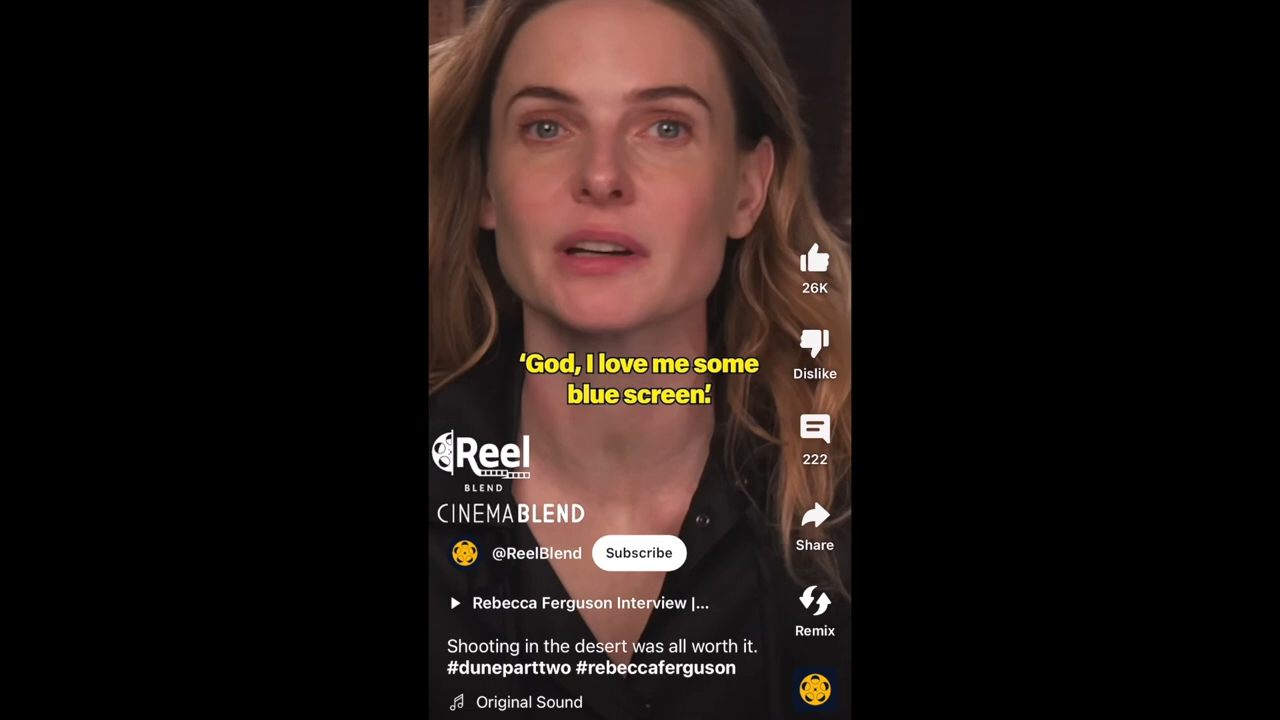 26K
Dislike
‘God, I love me some
blue screen.’
222
Reel
BLEND
CINEMABLEND
Share
@ReelBlend
Subscribe
Rebecca Ferguson Interview |...
Remix
Shooting in the desert was all worth it.
#duneparttwo #rebeccaferguson
Original Sound